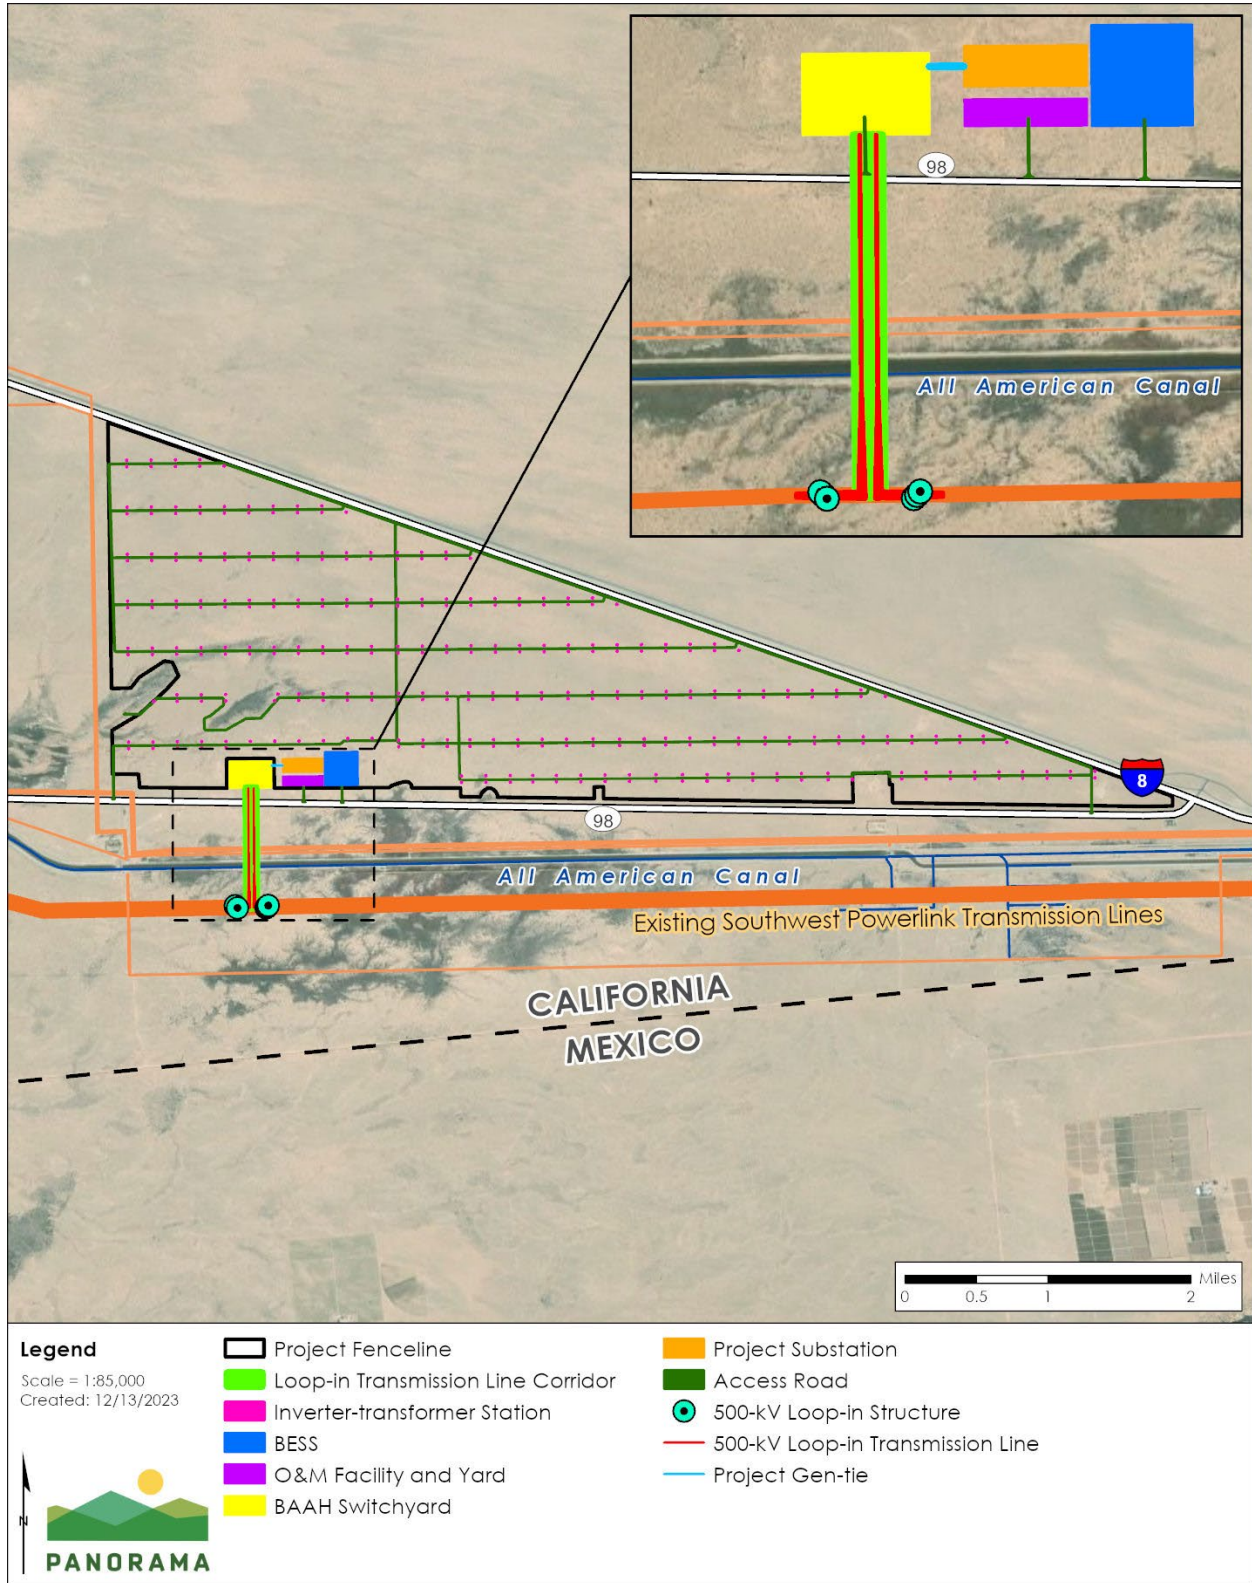 98
All American Canal
8
98
All American Canal
Existing Southwest Powerlink Transmission Lines
CALIFORNIA
MEXICO
Miles
0 0.5 1 2
Legend
Scale = 1:85,000
Created: 12/13/2023
N
PANORAMA
Project Fenceline
Loop-in Transmission Line Corridor
Inverter-transformer Station
BESS
O&M Facility and Yard
BAAH Switchyard
Project Substation
Access Road
500-kV Loop-in Structure
500-kV Loop-in Transmission Line
Project Gen-tie